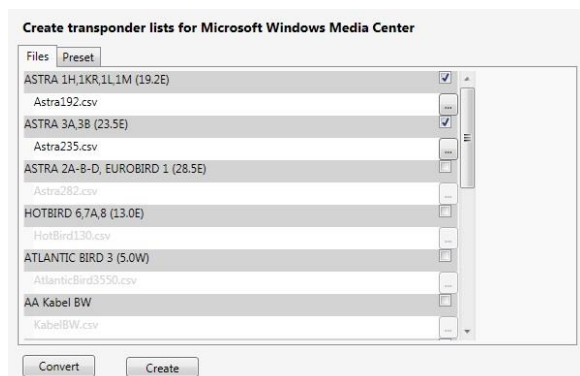 Create transponder lists for Microsoft Windows Media Center
Files Preset
ASTRA 1H,1KR,1L,1M (19.2E)
Astra192.csv
...
ASTRA 3A,3B (23.5E)
Astra235.csv
...
ASTRA 2A-B-D, EUROBIRD 1 (28.5E)
Astra282.csv
...
HOTBIRD 6,7A,8 (13.0E)
HotBird130.csv
...
ATLANTIC BIRD 3 (5.0W)
AtlanticBird3550.csv
...
AA Kabel BW
KabelBW.csv
...
Convert Create